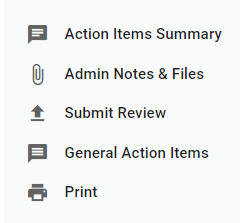 Action Items Summary
Admin Notes & Files
Submit Review
General Action Items
Print